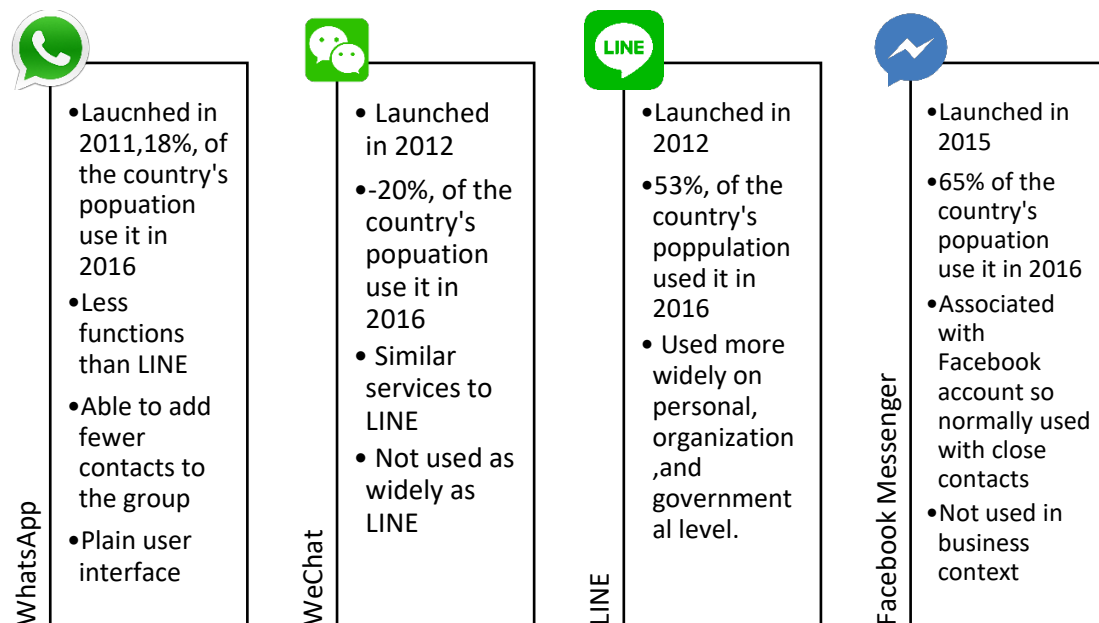 WhatsApp
•Laucnhed in
2011,18%, of
the country's
popuation
use it in
2016
•Less
functions
than LINE
•Able to add
fewer
contacts to
the group
•Plain user
interface
WeChat
• Launched
in 2012
•-20%, of the
country's
popuation
use it in
2016
• Similar
services to
LINE
• Not used as
widely as
LINE
LINE
LINE
•Launched in
2012
•53%, of the
country's
poppulation
used it in
2016
• Used more
widely on
personal,
organization
,and
government
al level.
Facebook Messenger
•Launched in
2015
•65% of the
country's
popuation
use it in 2016
•Associated
with
Facebook
account so
normally used
with close
contacts
•Not used in
business
context